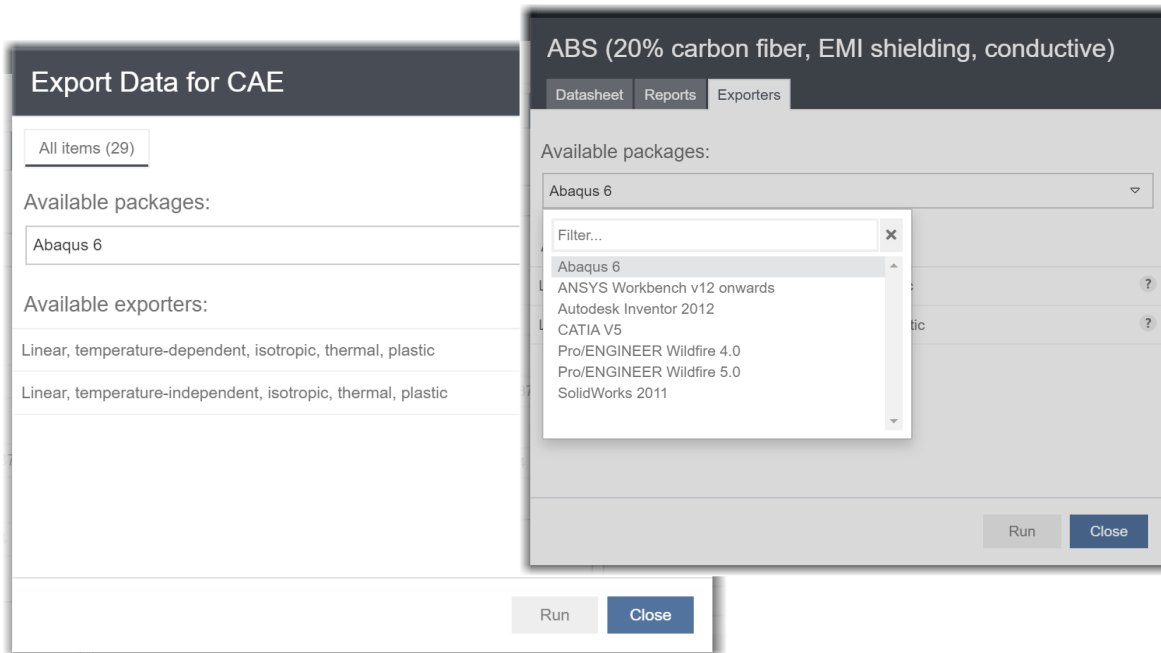 Export Data for CAE
All items (29)
Available packages:
Abaqus 6
Available exporters:
Linear, temperature-dependent, isotropic, thermal, plastic
Linear, temperature-independent, isotropic, thermal, plastic
Run
Close
ABS (20% carbon fiber, EMI shielding, conductive)
Datasheet
Reports
Exporters
Available packages:
Abaqus 6
Filter...
Abaqus 6
ANSYS Workbench v12 onwards
Autodesk Inventor 2012
CATIA V5
Pro/ENGINEER Wildfire 4.0
Pro/ENGINEER Wildfire 5.0
SolidWorks 2011
?
tic
?
Run
Close